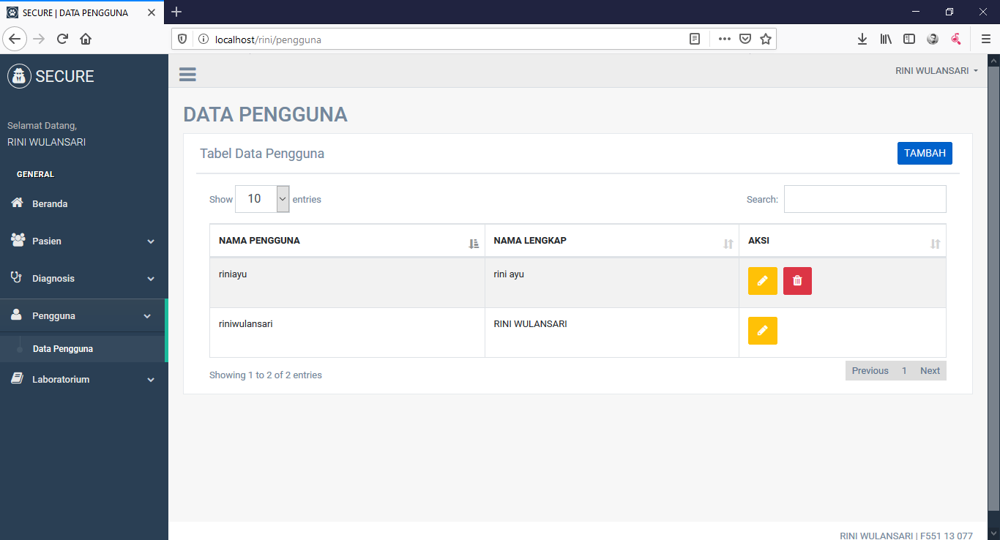 SECURE | DATA PENGGUNA
localhost/rini/pengguna
SECURE
RINI WULANSARI
Selamat Datang,
RINI WULANSARI
GENERAL
Beranda
Pasien
Diagnosis
Pengguna
Data Pengguna
Laboratorium
DATA PENGGUNA
Tabel Data Pengguna
TAMBAH
Show 10 entries
Search:
NAMA PENGGUNA NAMA LENGKAP AKSI
riniayu rini ayu
riniwulansari RINI WULANSARI
Showing 1 to 2 of 2 entries
Previous 1 Next
RINI WULANSARI | F551 13 077